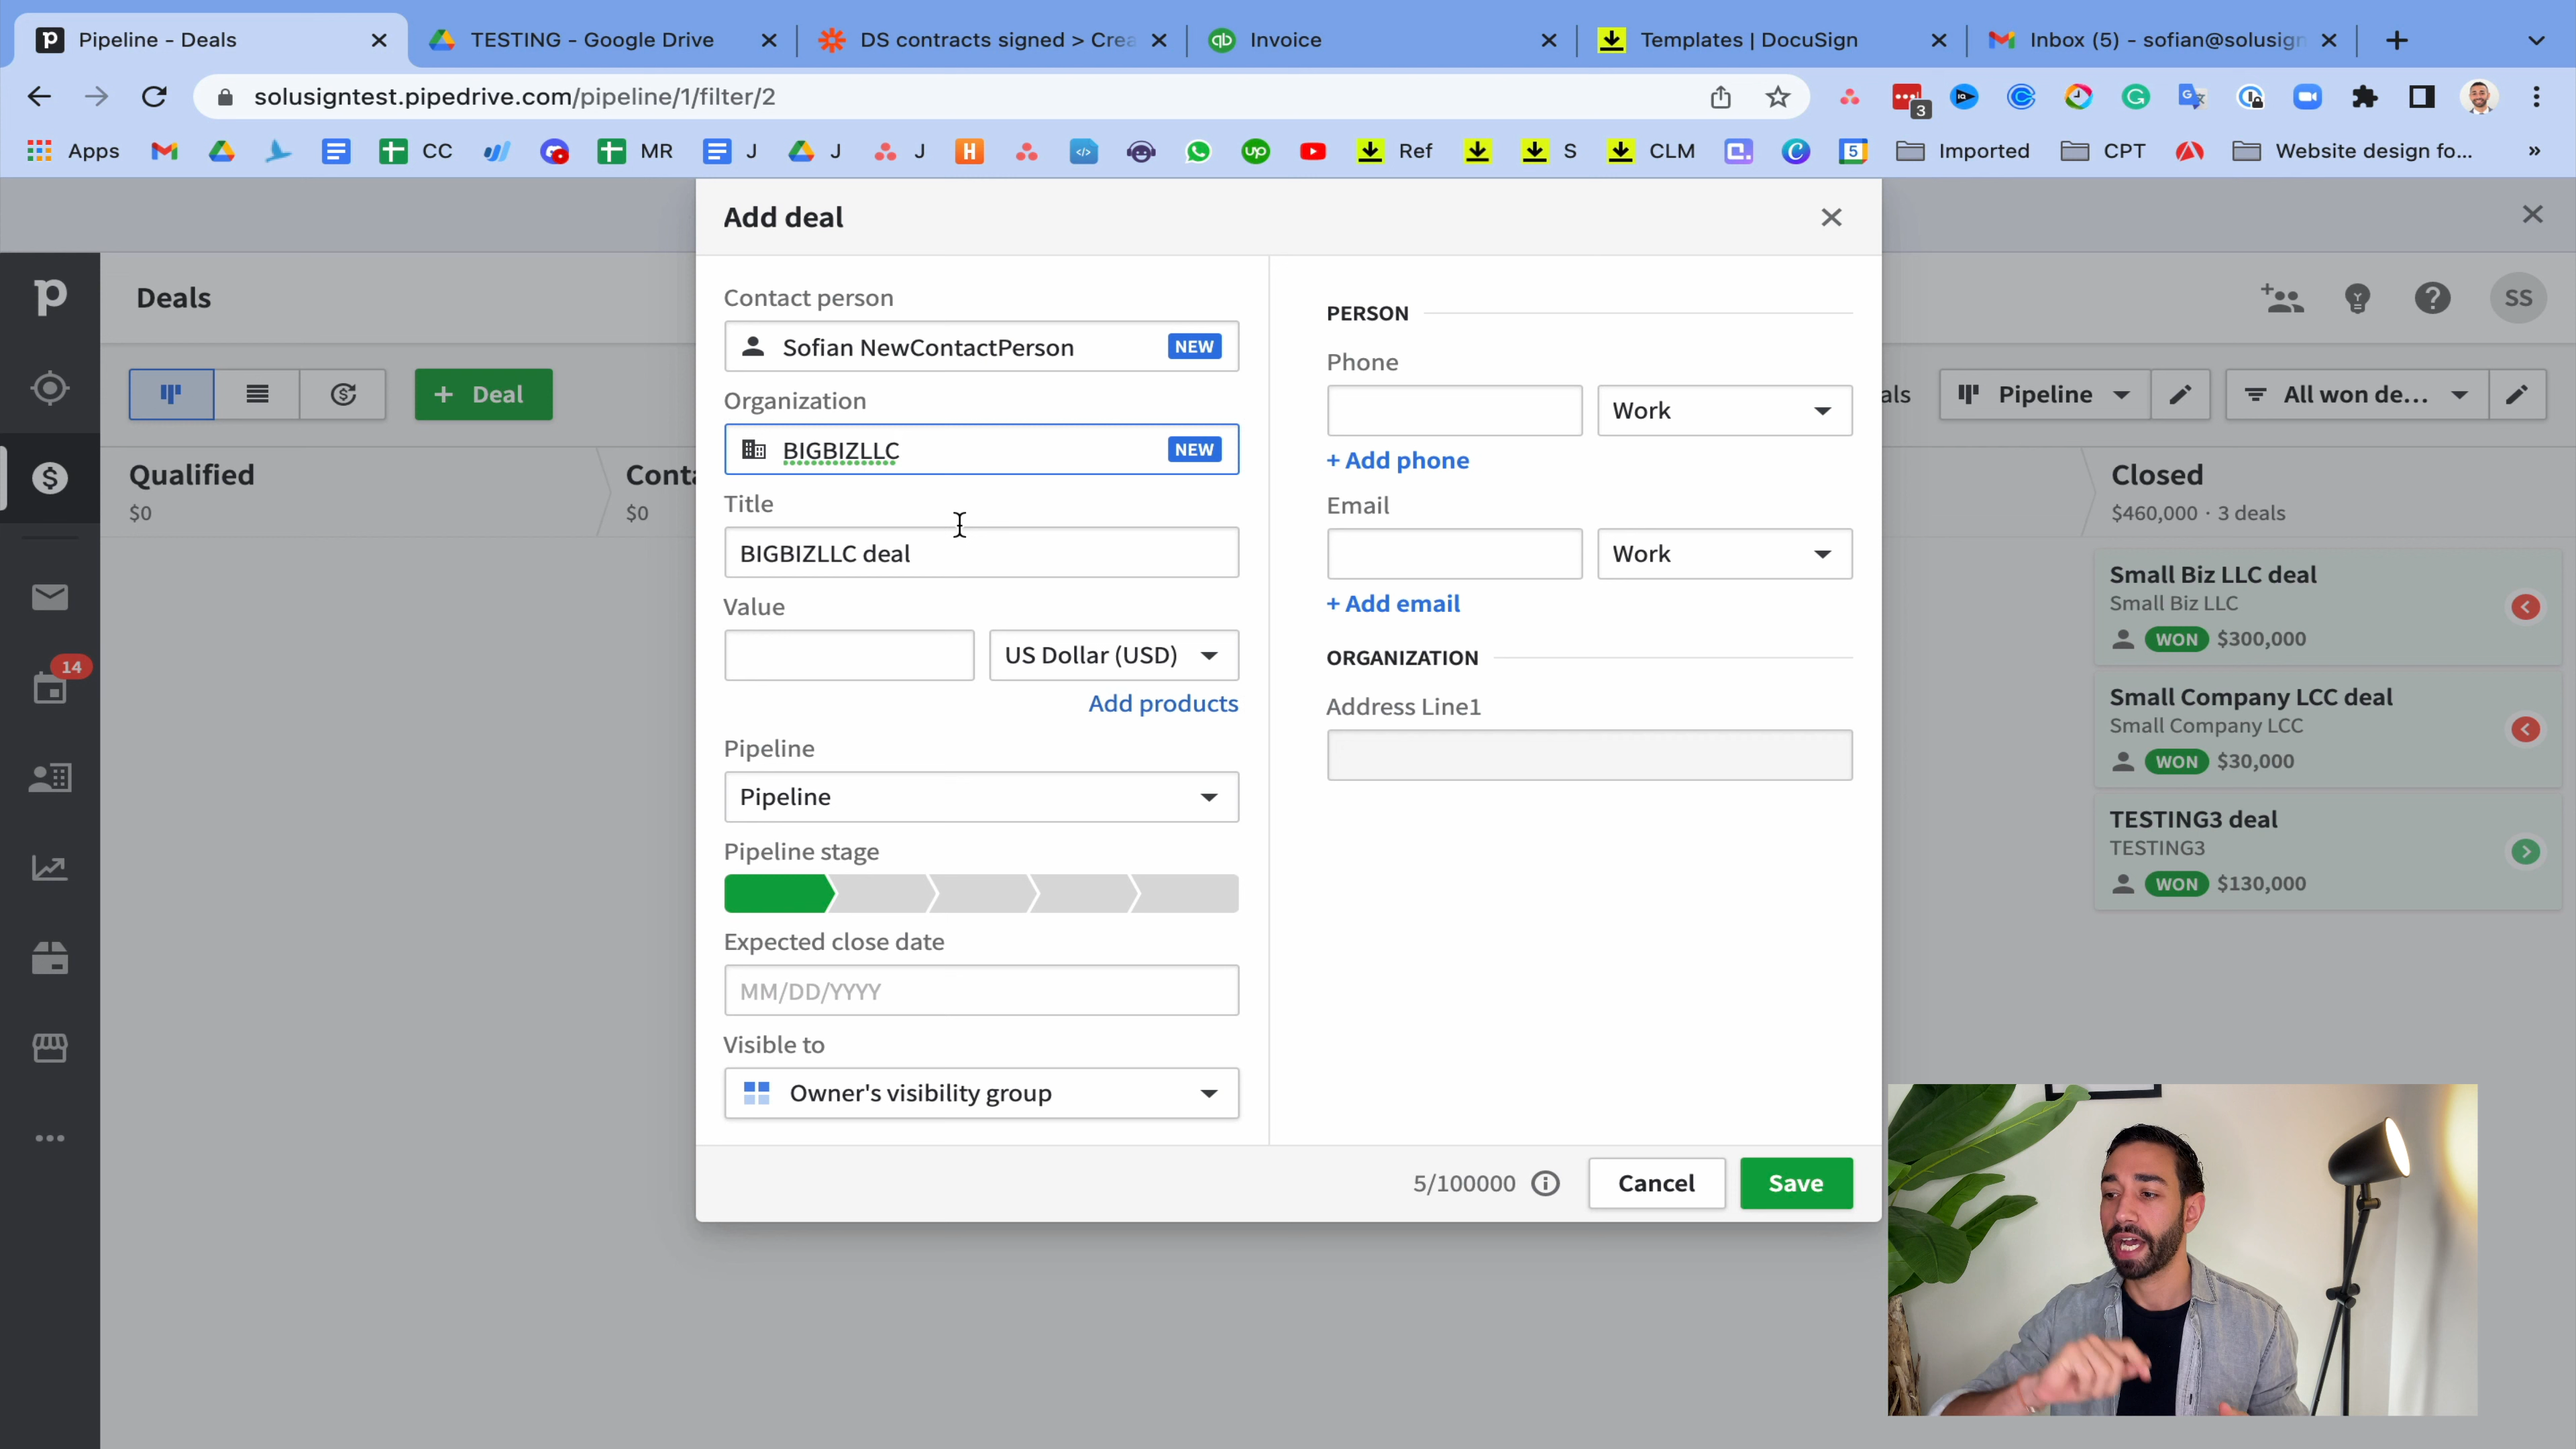 Pipeline - Deals
TESTING - Google Drive
DS contracts signed > Crea
Invoice
Templates | DocuSign
Inbox (5) - sofian@solusign
solusigntest.pipedrive.com/pipeline/1/filter/2
3
Apps
CC
MR
J
J
J
Ref
S
CLM
5
Imported
CPT
Website design fo...
»
Add deal
Deals
SS
+ Deal
als
Pipeline
All won de...
Qualified
$0
Conta
$0
Closed
$460,000 · 3 deals
Small Biz LLC deal
Small Biz LLC
WON $300,000
Small Company LCC deal
Small Company LCC
WON $30,000
TESTING3 deal
TESTING3
WON $130,000
14
Contact person
Sofian NewContactPerson NEW
Organization
BIGBIZLLC NEW
Title
BIGBIZLLC deal
Value
US Dollar (USD)
Add products
Pipeline
Pipeline
Pipeline stage
Expected close date
MM/DD/YYYY
Visible to
Owner's visibility group
PERSON
Phone
Work
+ Add phone
Email
Work
+ Add email
ORGANIZATION
Address Line1
5/100000
Cancel
Save